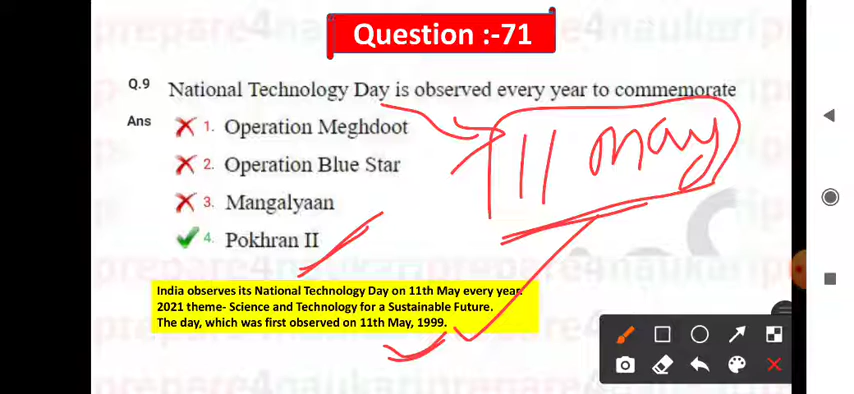 Question :-71
Q.9 National Technology Day is observed every year to commemorate
Ans 1. Operation Meghdoot
2. Operation Blue Star
3. Mangalyaan
4. Pokhran II
11 May
India observes its National Technology Day on 11th May every year.
2021 theme- Science and Technology for a Sustainable Future.
The day, which was first observed on 11th May, 1999.
prepare4naukri